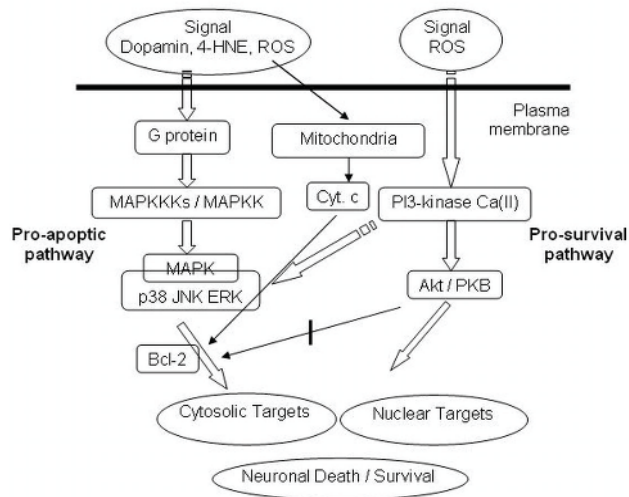 Signal
Dopamin, 4-HNE, ROS
Signal
ROS
Plasma
membrane
G protein
Mitochondria
MAPKKKs / MAPKK
Cyt. c
PI3-kinase Ca(II)
Pro-apoptic
pathway
Pro-survival
pathway
MAPK
p38 JNK ERK
Akt / PKB
Bcl-2
Cytosolic Targets
Nuclear Targets
Neuronal Death / Survival